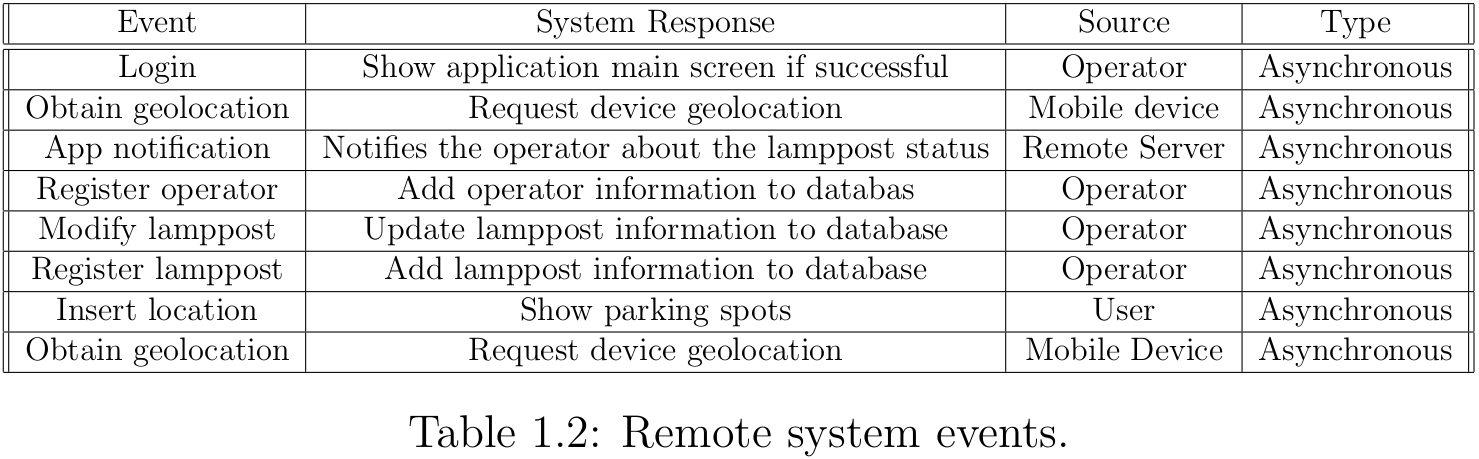 Event System Response Source Type
Login Show application main screen if successful Operator Asynchronous
Obtain geolocation Request device geolocation Mobile device Asynchronous
App notification Notifies the operator about the lamppost status Remote Server Asynchronous
Register operator Add operator information to databas Operator Asynchronous
Modify lamppost Update lamppost information to database Operator Asynchronous
Register lamppost Add lamppost information to database Operator Asynchronous
Insert location Show parking spots User Asynchronous
Obtain geolocation Request device geolocation Mobile Device Asynchronous
Table 1.2: Remote system events.